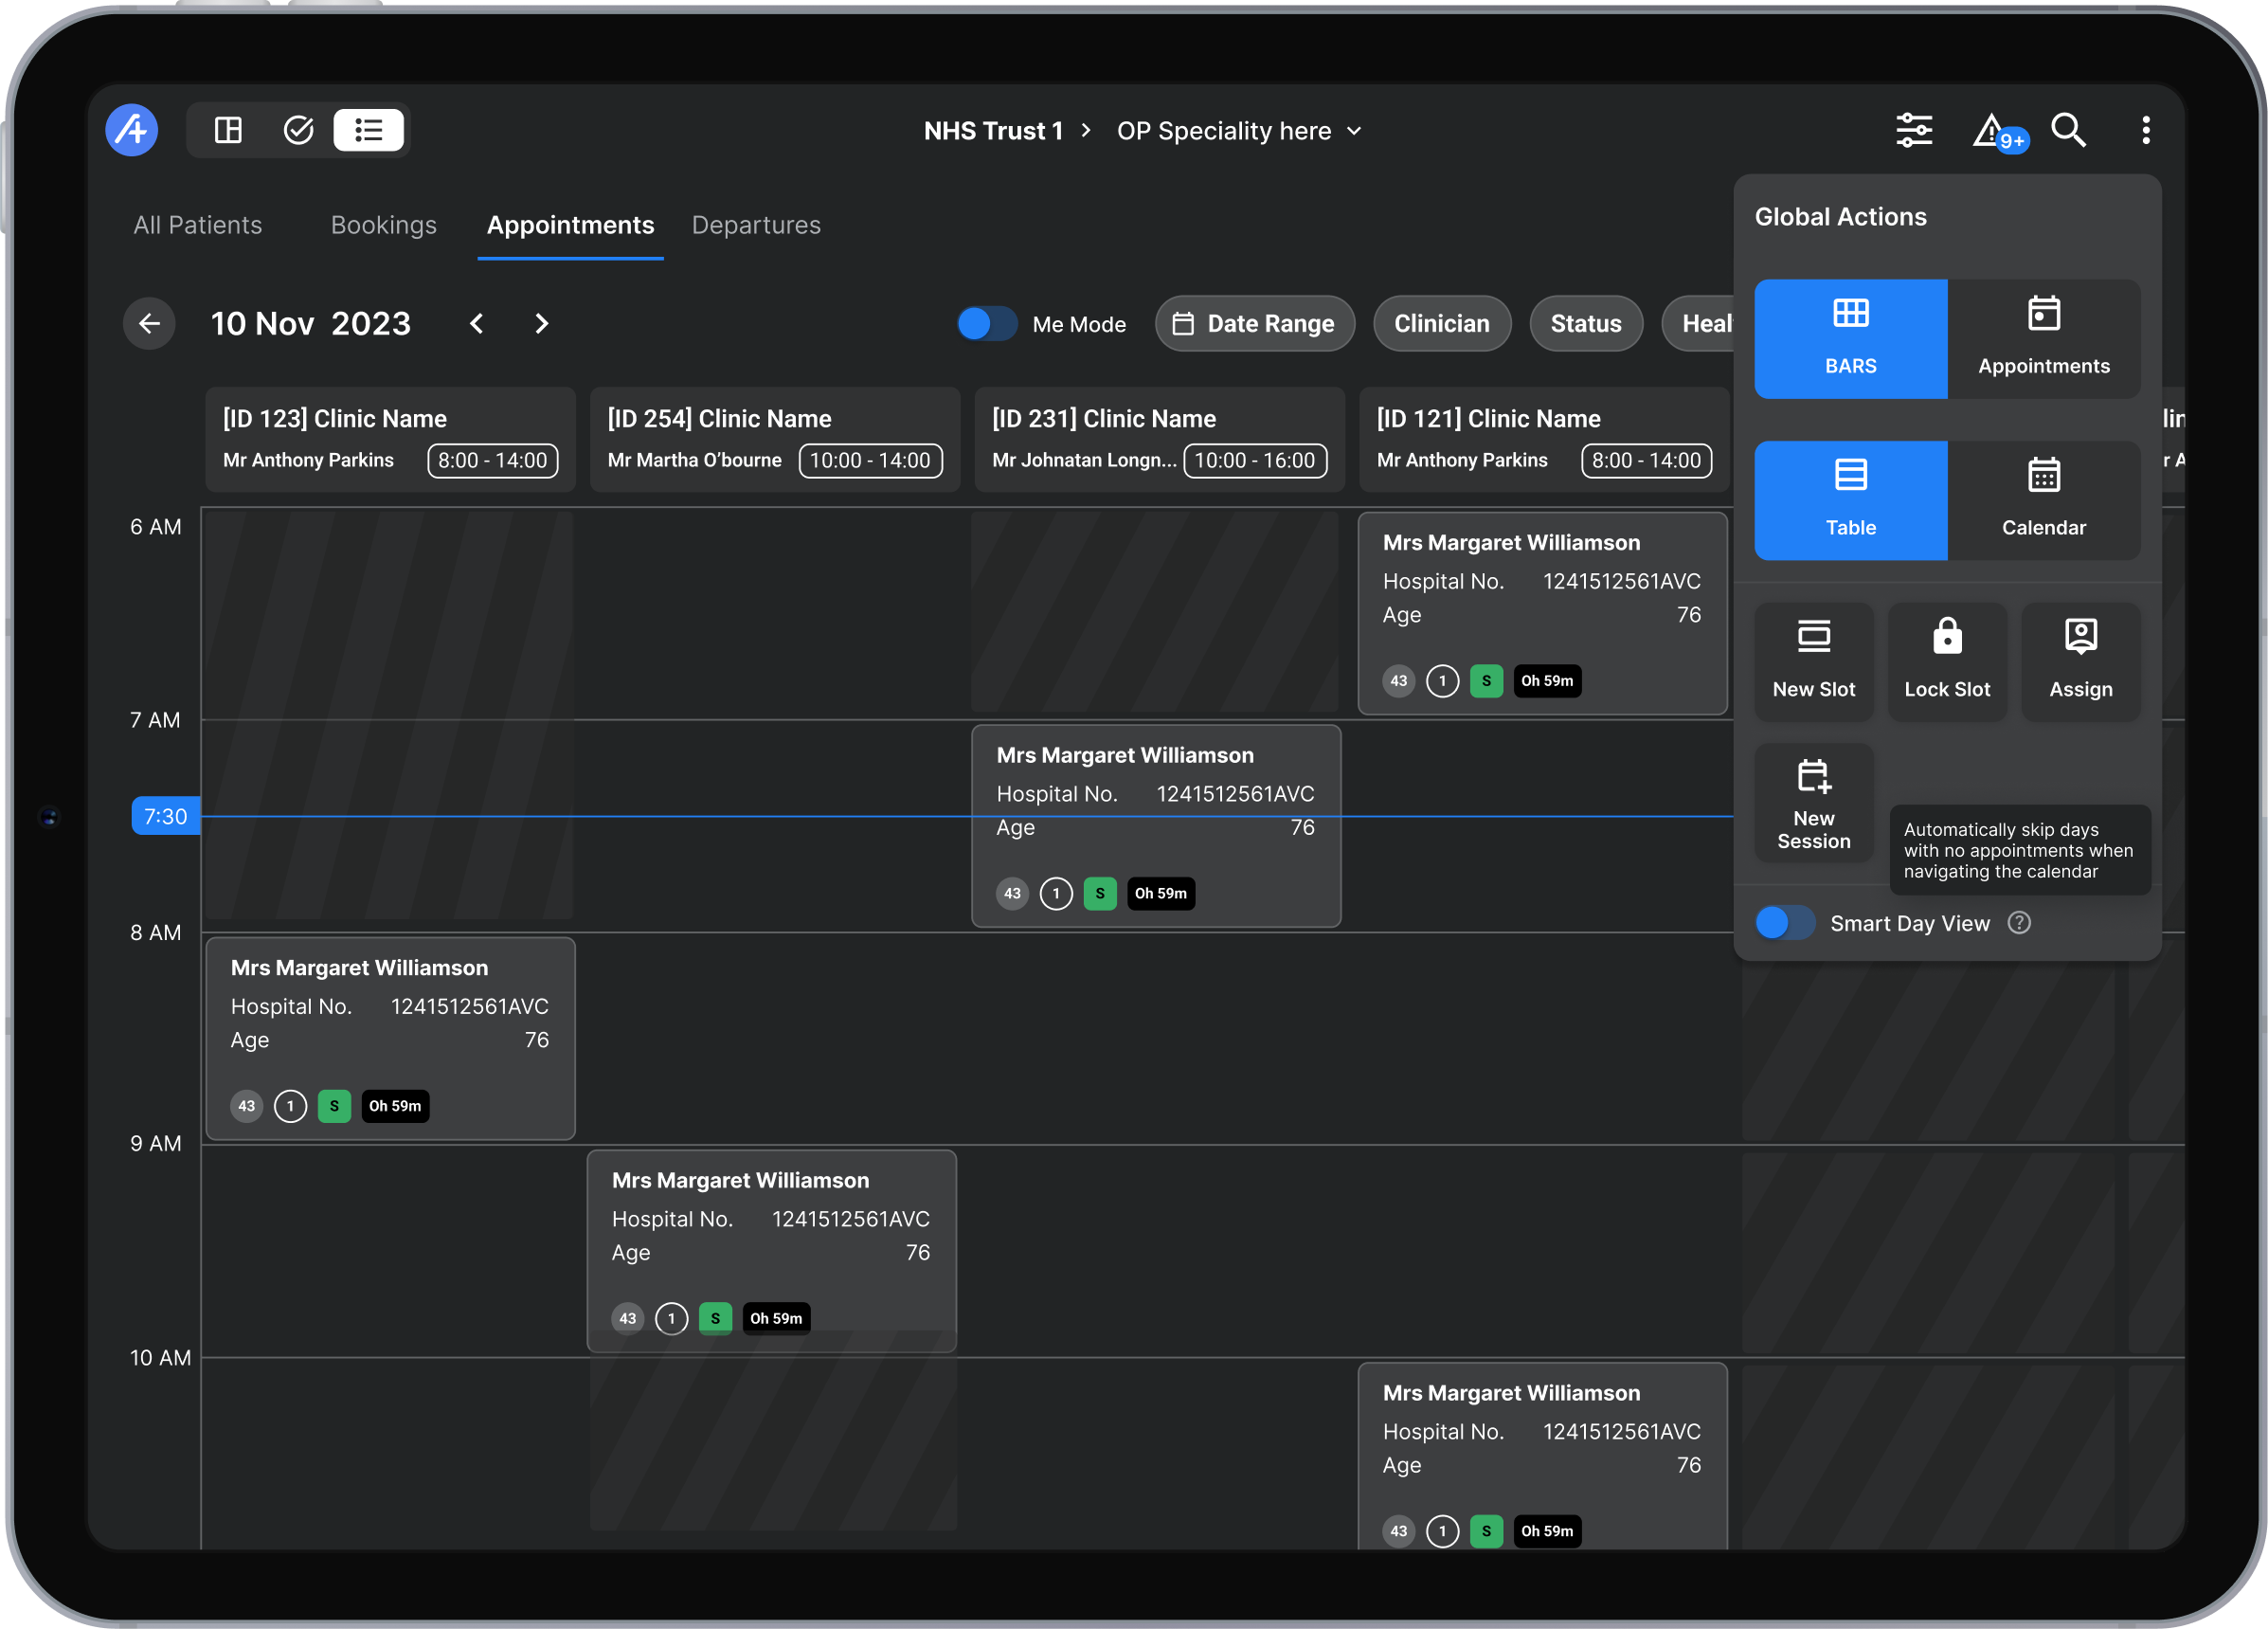 NHS Trust 1 OP Speciality here
9+
All Patients Bookings Appointments Departures
10 Nov 2023
Me Mode Date Range Clinician Status Heal
[ID 123] Clinic Name
Mr Anthony Parkins 8:00 - 14:00
[ID 254] Clinic Name
Mr Martha O’bourne 10:00 - 14:00
[ID 231] Clinic Name
Mr Johnatan Longn... 10:00 - 16:00
[ID 121] Clinic Name
Mr Anthony Parkins 8:00 - 14:00
lin
r A
6 AM
7 AM
7:30
8 AM
9 AM
10 AM
Mrs Margaret Williamson
Hospital No. 1241512561AVC
Age 76
43 1 S 0h 59m
Mrs Margaret Williamson
Hospital No. 1241512561AVC
Age 76
43 1 S 0h 59m
Mrs Margaret Williamson
Hospital No. 1241512561AVC
Age 76
43 1 S 0h 59m
Mrs Margaret Williamson
Hospital No. 1241512561AVC
Age 76
43 1 S 0h 59m
Mrs Margaret Williamson
Hospital No. 1241512561AVC
Age 76
43 1 S 0h 59m
Global Actions
BARS Appointments
Table Calendar
New Slot Lock Slot Assign
New
Session
Automatically skip days
with no appointments when
navigating the calendar
Smart Day View ?